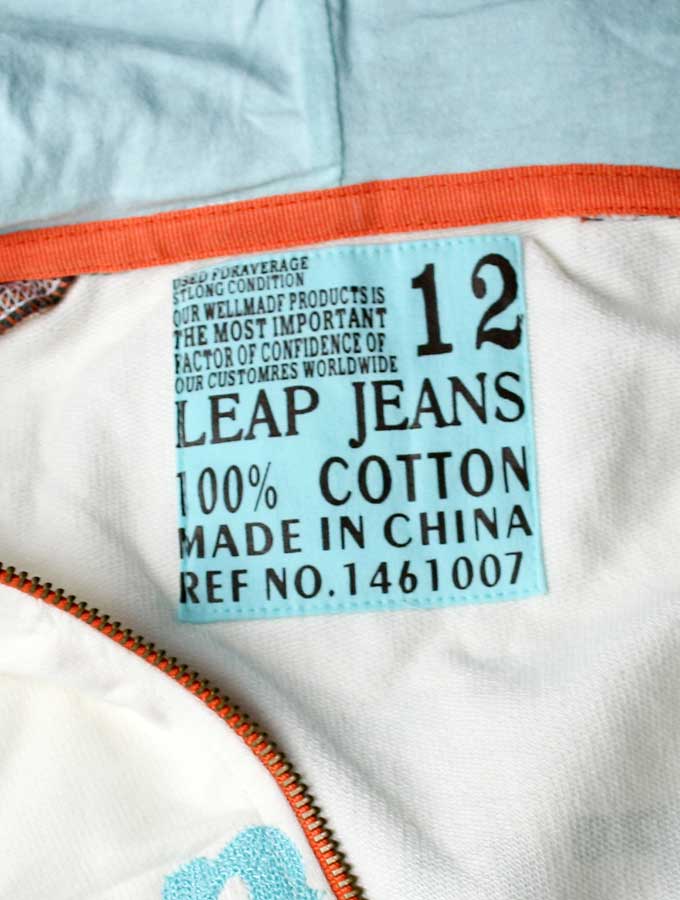 USED FORAVERAGE
STLONG CONDITION
OUR WELLMADF PRODUCTS IS
THE MOST IMPORTANT
FACTOR OF CONFIDENCE OF
OUR CUSTOMRES WORLDWIDE
12
LEAP JEANS
100% COTTON
MADE IN CHINA
REF NO.1461007